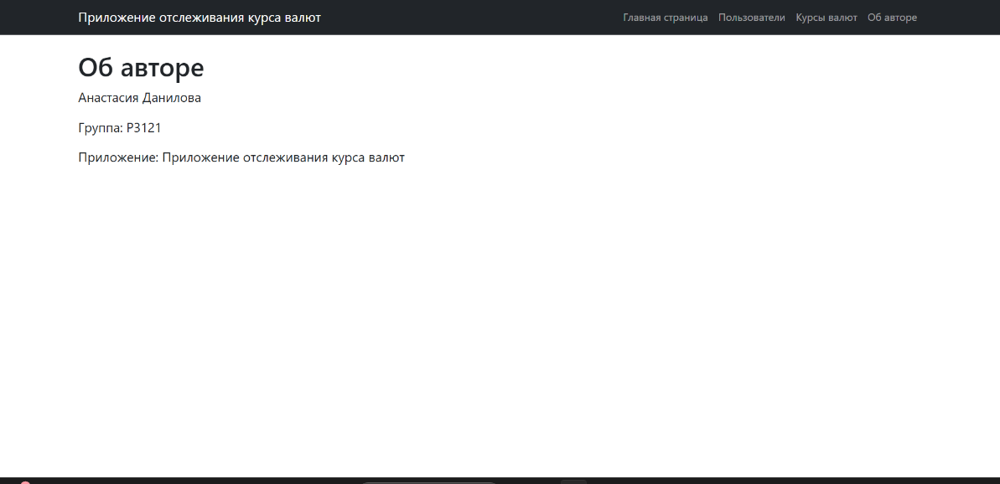 Приложение отслеживания курса валют
Главная страница Пользователи Курсы валют Об авторе
Об авторе
Анастасия Данилова
Группа: P3121
Приложение: Приложение отслеживания курса валют